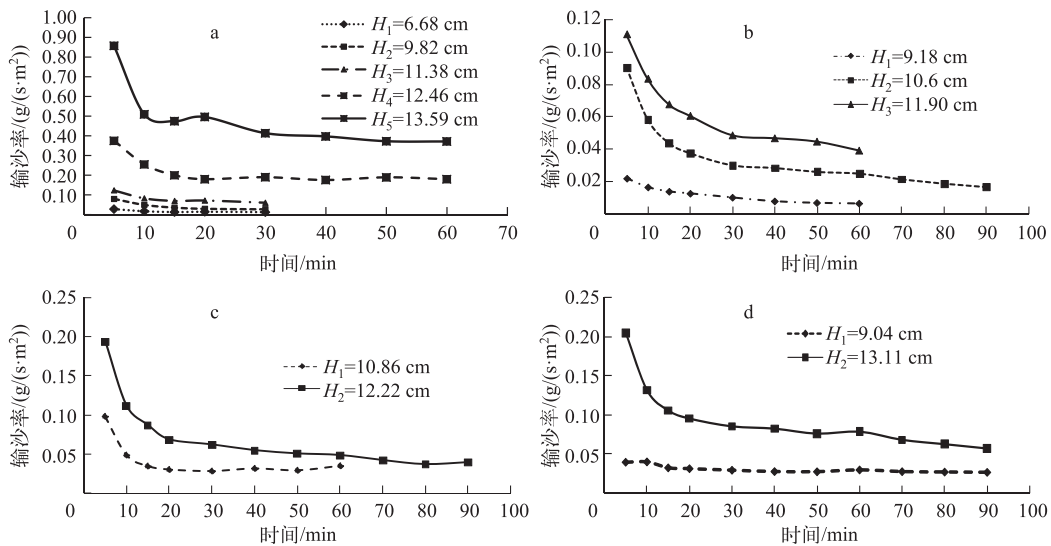 输沙率/(g/(s·m²))
1.00
0.90
0.80
0.70
0.60
0.50
0.40
0.30
0.20
0.10
a
H₁=6.68 cm
H₂=9.82 cm
H₃=11.38 cm
H₄=12.46 cm
H₅=13.59 cm
0 10 20 30 40 50 60 70
时间/min
输沙率/(g/(s·m²))
0.12
0.10
0.08
0.06
0.04
0.02
b
H₁=9.18 cm
H₂=10.6 cm
H₃=11.90 cm
0 10 20 30 40 50 60 70 80 90 100
时间/min
输沙率/(g/(s·m²))
0.25
0.20
0.15
0.10
0.05
c
H₁=10.86 cm
H₂=12.22 cm
0 10 20 30 40 50 60 70 80 90 100
时间/min
输沙率/(g/(s·m²))
0.25
0.20
0.15
0.10
0.05
d
H₁=9.04 cm
H₂=13.11 cm
0 10 20 30 40 50 60 70 80 90 100
时间/min